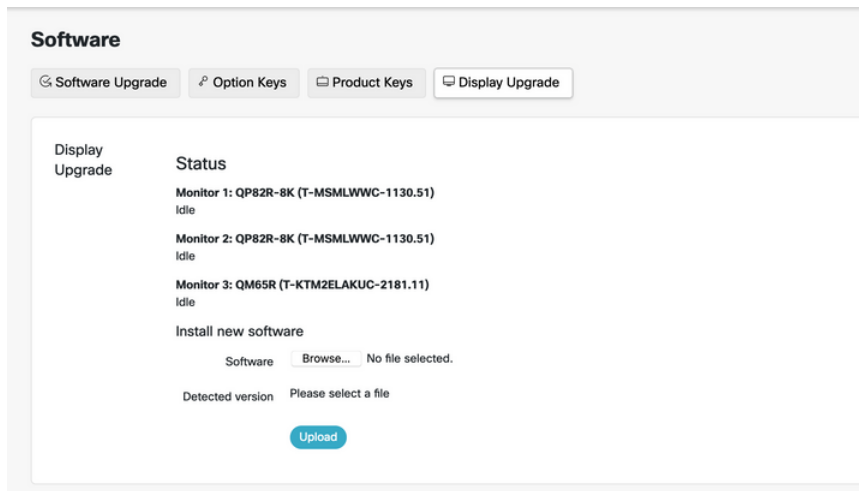 Software
Software Upgrade
Option Keys
Product Keys
Display Upgrade
Display
Upgrade
Status
Monitor 1: QP82R-8K (T-MSMLWWC-1130.51)
Idle
Monitor 2: QP82R-8K (T-MSMLWWC-1130.51)
Idle
Monitor 3: QM65R (T-KTM2ELAKUC-2181.11)
Idle
Install new software
Software Browse... No file selected.
Detected version Please select a file
Upload